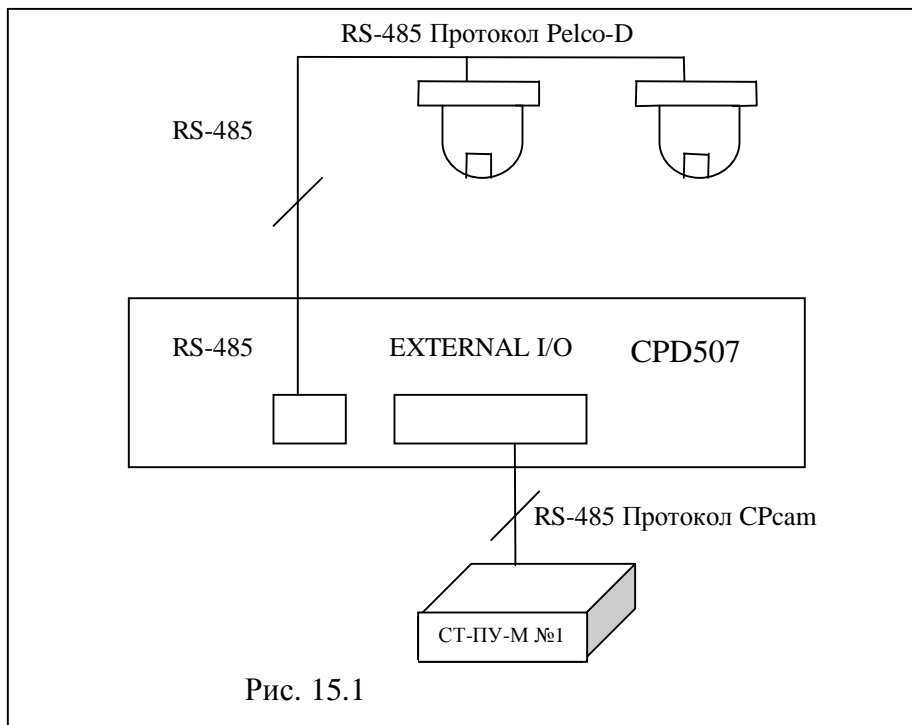 RS-485 Протокол Pelco-D
RS-485
RS-485
EXTERNAL I/O
CPD507
RS-485 Протокол CPcam
СТ-ПУ-М №1
Рис. 15.1